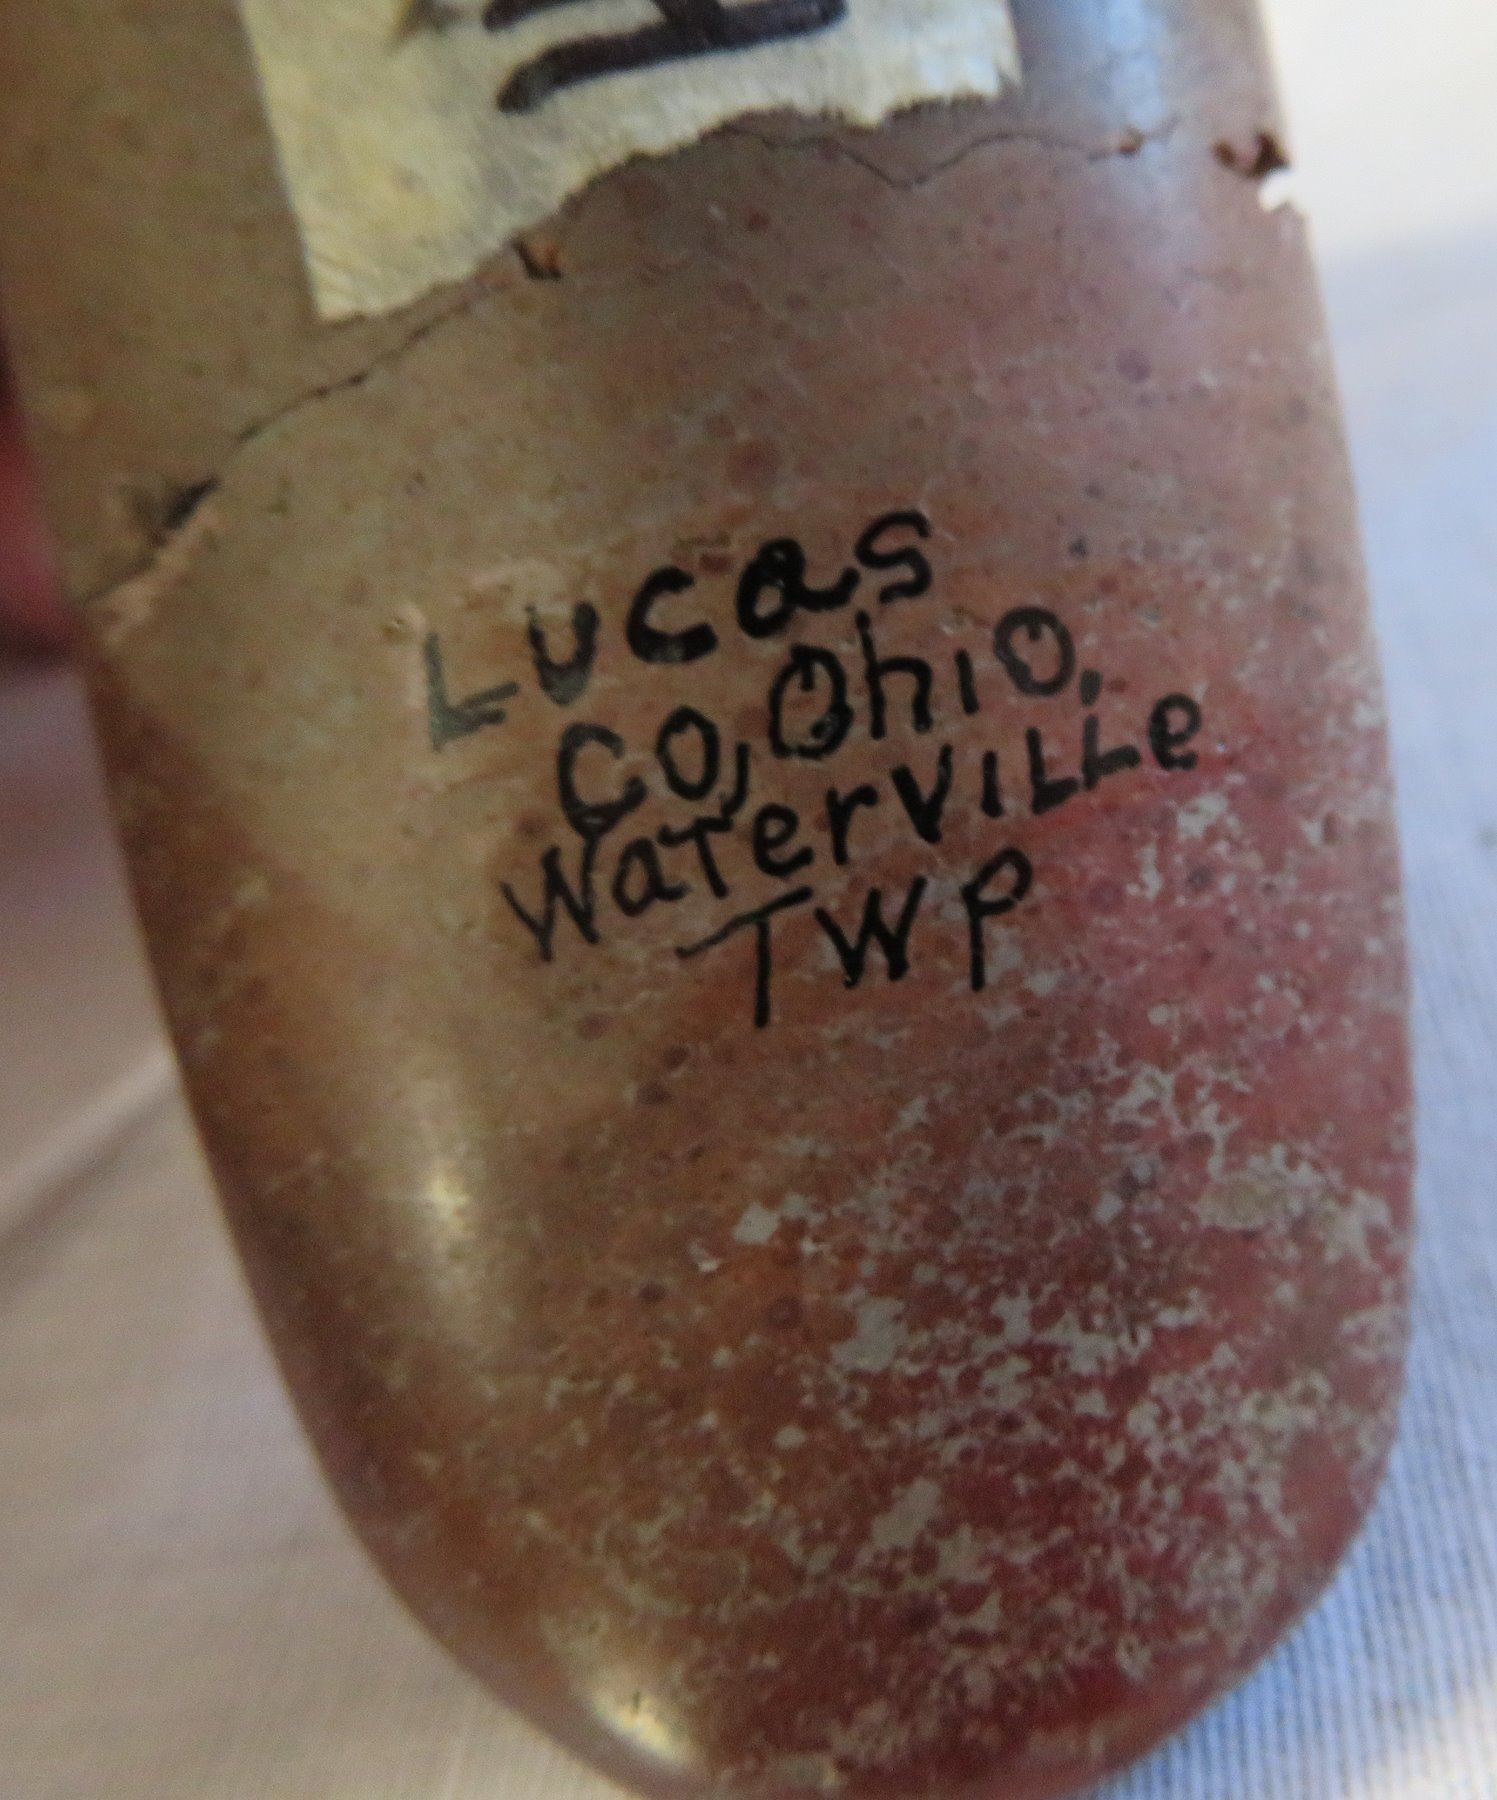 Lucas
CO, Ohio,
Waterville
TWP